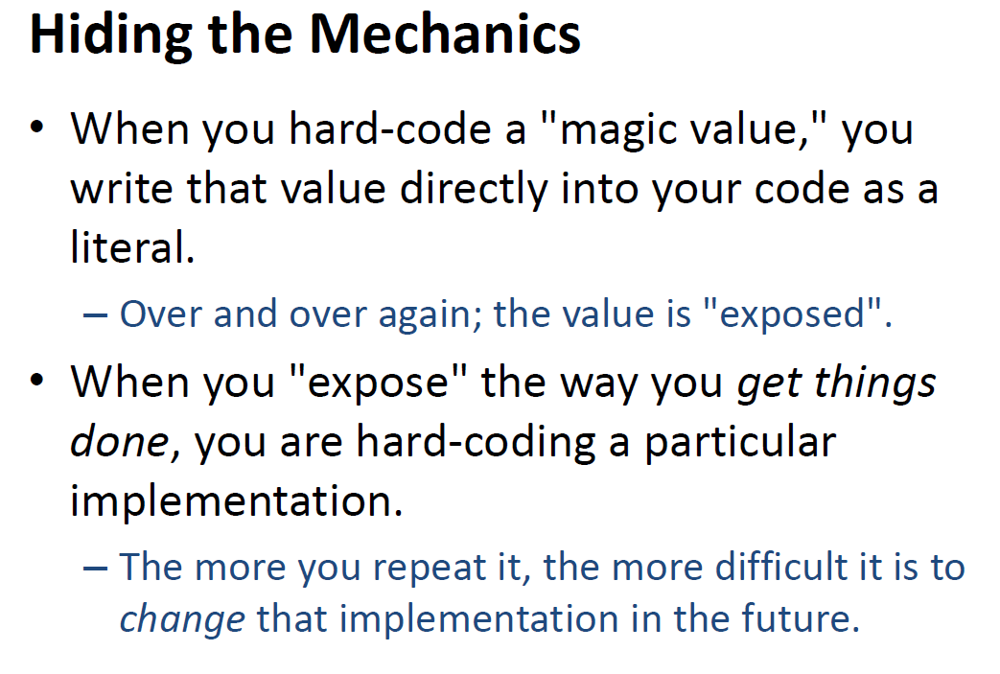 Hiding the Mechanics
• When you hard-code a "magic value," you
write that value directly into your code as a
literal.
– Over and over again; the value is "exposed".
• When you "expose" the way you get things
done, you are hard-coding a particular
implementation.
– The more you repeat it, the more difficult it is to
change that implementation in the future.